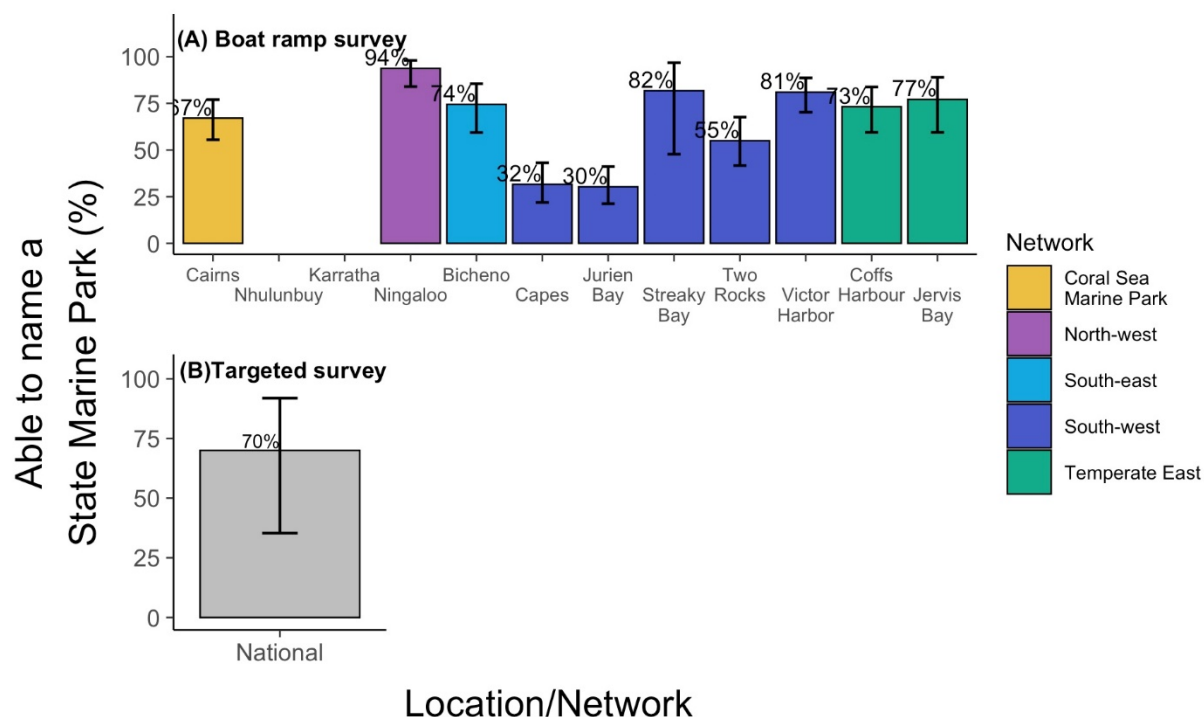 (A) Boat ramp survey
100
75
50
25
0
67%
94%
74%
32%
30%
82%
55%
81%
73%
77%
Cairns
Nhulunbuy
Karratha
Ningaloo
Bicheno
Capes
Jurien
Bay
Streaky
Bay
Two
Rocks
Victor
Harbor
Coffs
Harbour
Jervis
Bay
Able to name a
State Marine Park (%)
(B)Targeted survey
100
75
50
25
0
70%
National
Location/Network
Network
Coral Sea
Marine Park
North-west
South-east
South-west
Temperate East